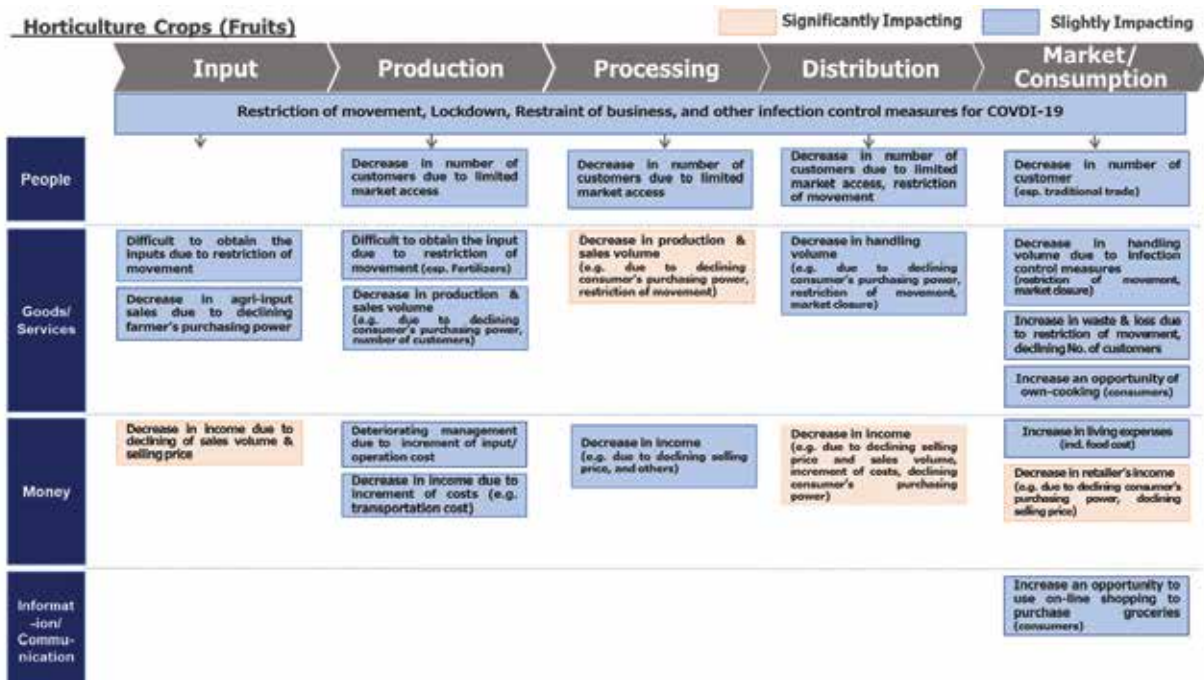 Horticulture Crops (Fruits)
Significantly Impacting
Slightly Impacting
Input
Production
Processing
Distribution
Market/
Consumption
Restriction of movement, Lockdown, Restraint of business, and other infection control measures for COVDI-19
People
Decrease in number of
customers due to limited
market access
Decrease in number of
customers due to limited
market access
Decrease in number of
customers due to limited
market access, restriction
of movement
Decrease in number of
customer
(esp. traditional trade)
Goods/
Services
Difficult to obtain the
inputs due to restriction of
movement
Decrease in agri-input
sales due to declining
farmer's purchasing power
Difficult to obtain the input
due to restriction of
movement (esp. Fertilizers)
Decrease in production &
sales volume
(e.g. due to declining
consumer's purchasing power,
number of customers)
Decrease in production &
sales volume
(e.g. due to declining
consumer's purchasing power,
restriction of movement)
Decrease in handling
volume
(e.g. due to declining
consumer's purchasing power,
restriction of movement,
market closure)
Decrease in handling
volume due to infection
control measures
(restriction of movement,
market closure)
Increase in waste & loss due
to restriction of movement,
declining No. of customers
Increase an opportunity of
own-cooking (consumers)
Money
Decrease in income due to
declining of sales volume &
selling price
Deteriorating management
due to increment of input/
operation cost
Decrease in income due to
increment of costs (e.g.
transportation cost)
Decrease in income
(e.g. due to declining selling
price, and others)
Decrease in income
(e.g. due to declining selling
price and sales volume,
increment of costs, declining
consumer's purchasing
power)
Increase in living expenses
(incl. food cost)
Decrease in retailer's income
(e.g. due to declining consumer's
purchasing power, declining
selling price)
Informat
-ion/
Commu-
nication
Increase an opportunity to
use on-line shopping to
purchase groceries
(consumers)